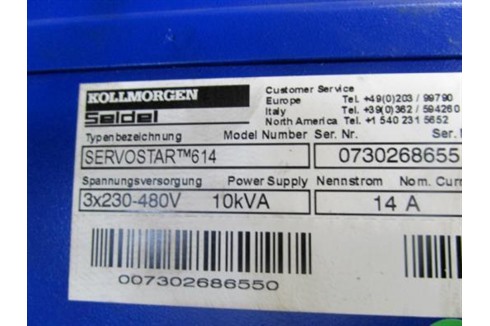 KOLLMORGEN
Seidel
Customer Service
Europe Tel. +49(0)203 / 99790
Italy Tel. +39(0)362 / 594260
North America Tel. +1 540 231 5652
Typenbezeichnung Model Number Ser. Nr. Ser.
SERVOSTAR™614 0730268655
Spannungsversorgung Power Supply Nennstrom Nom. Curr
3x230-480V 10kVA 14 A
007302686550